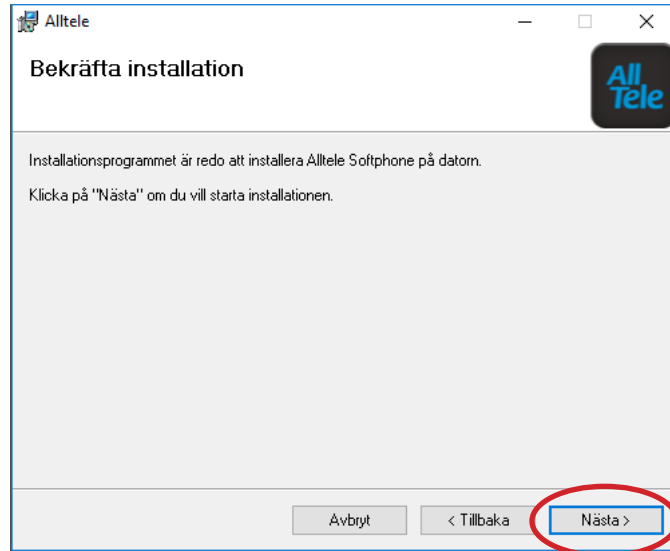 Alltele
Bekräfta installation
All
Tele
Installationsprogrammet är redo att installera Alltele Softphone på datorn.
Klicka på "Nästa" om du vill starta installationen.
Avbryt
< Tillbaka
Nästa >